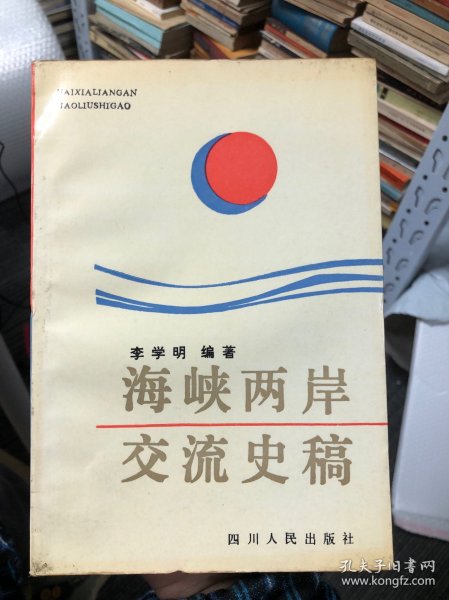 HAIXIALIANGAN
JIAOLIUSHIGAO
李学明 编著
海峡两岸
交流史稿
四川人民出版社
孔夫子旧书网
www.kongfz.com